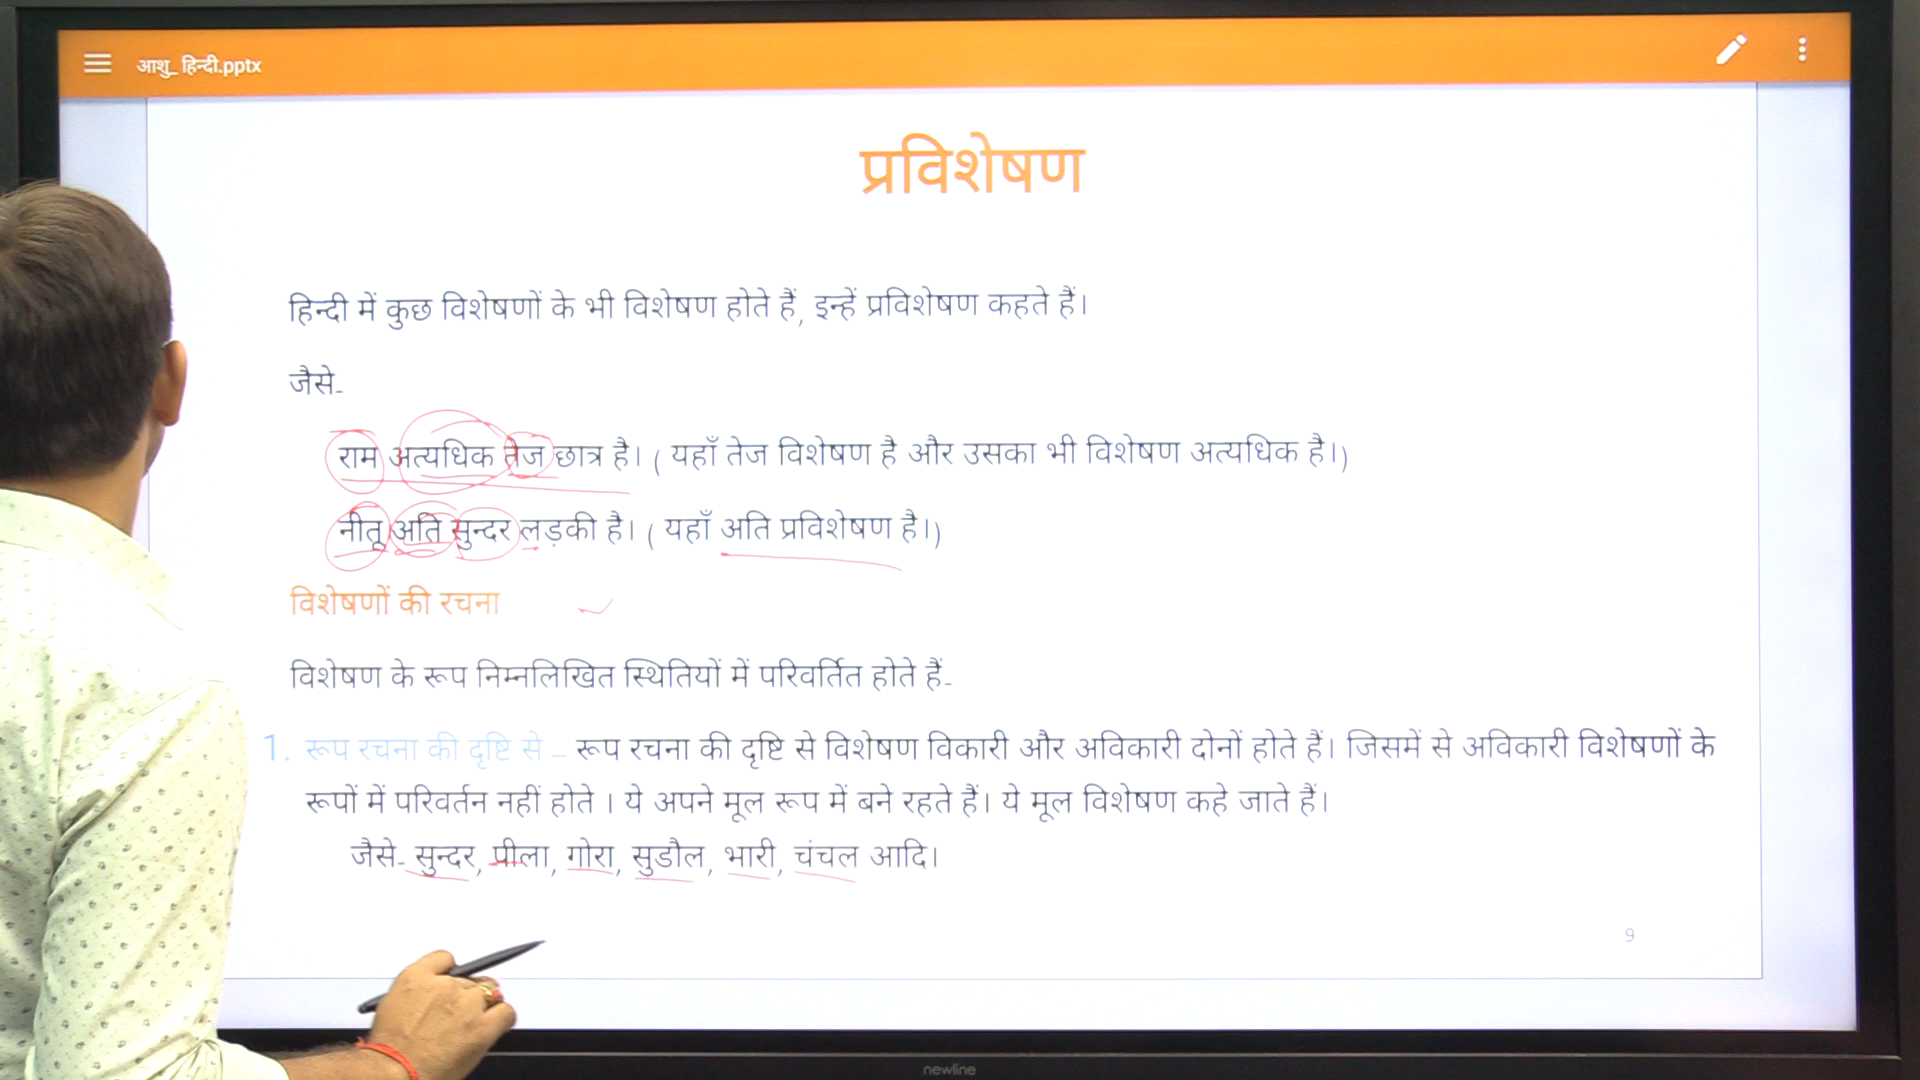 आशु_ हिन्दी.pptx
प्रविशेषण
हिन्दी में कुछ विशेषणों के भी विशेषण होते हैं, इन्हें प्रविशेषण कहते हैं।
जैसे-
राम अत्यधिक तेज छात्र है। ( यहाँ तेज विशेषण है और उसका भी विशेषण अत्यधिक है।)
नीतू अति सुन्दर लड़की है। ( यहाँ अति प्रविशेषण है।)
विशेषणों की रचना
विशेषण के रूप निम्नलिखित स्थितियों में परिवर्तित होते हैं-
1. रूप रचना की दृष्टि से – रूप रचना की दृष्टि से विशेषण विकारी और अविकारी दोनों होते हैं। जिसमें से अविकारी विशेषणों के
रूपों में परिवर्तन नहीं होते । ये अपने मूल रूप में बने रहते हैं। ये मूल विशेषण कहे जाते हैं।
जैसे- सुन्दर, पीला, गोरा, सुडौल, भारी, चंचल आदि।
9
newline